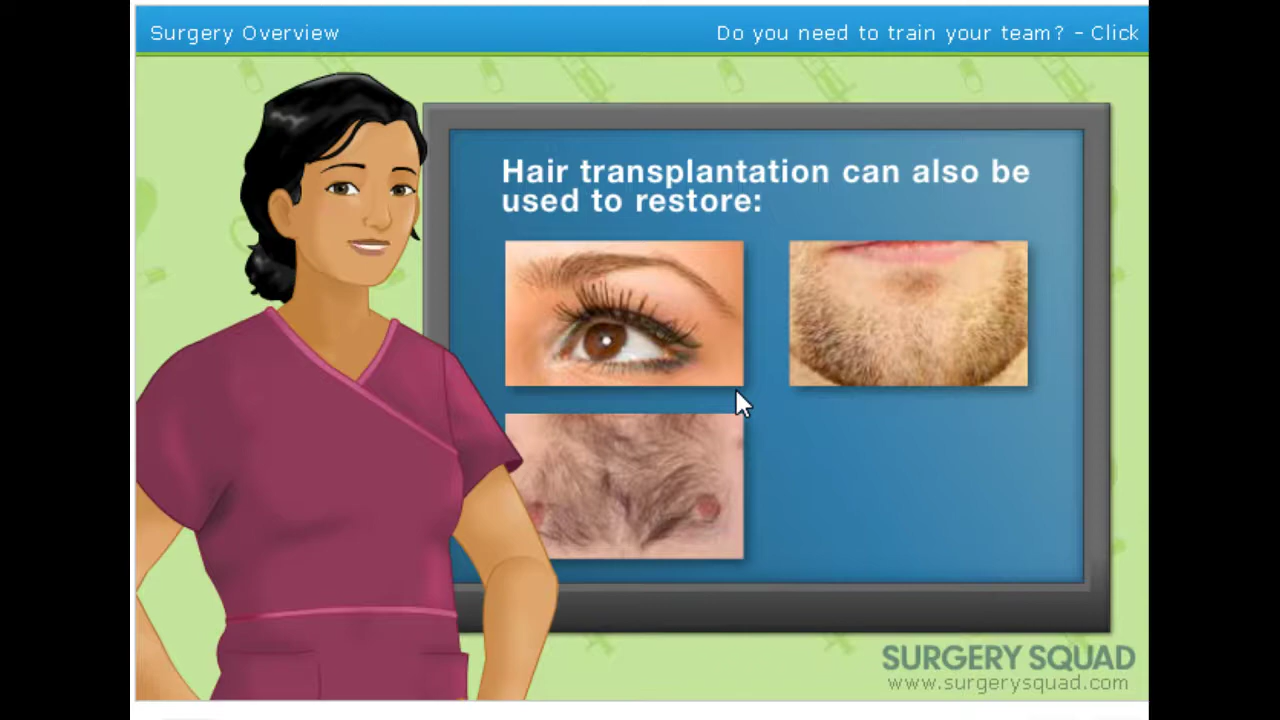 Surgery Overview
Do you need to train your team? - Click
Hair transplantation can also be
used to restore:
SURGERY SQUAD
www.surgerysquad.com